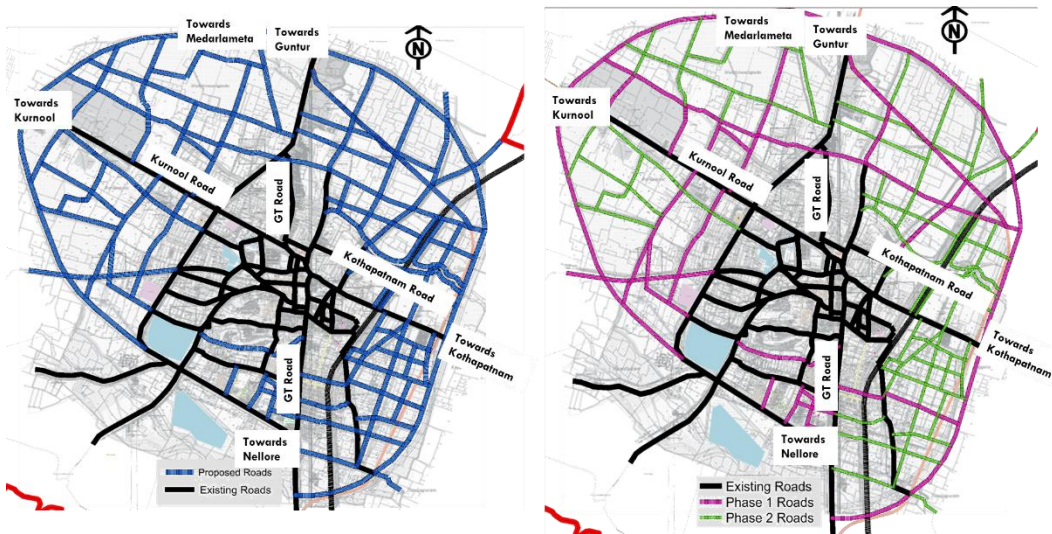 Towards
Medarlameta
Towards
Guntur
N
Towards
Kurnool
Kurnool Road
GT Road
Kothapatnam Road
Towards
Kothapatnam
GT Road
Towards
Nellore
Proposed Roads
Existing Roads
Towards
Medarlameta
Towards
Guntur
N
Towards
Kurnool
Kurnool Road
GT Road
Kothapatnam Road
Towards
Kothapatnam
GT Road
Towards
Nellore
Existing Roads
Phase 1 Roads
Phase 2 Roads